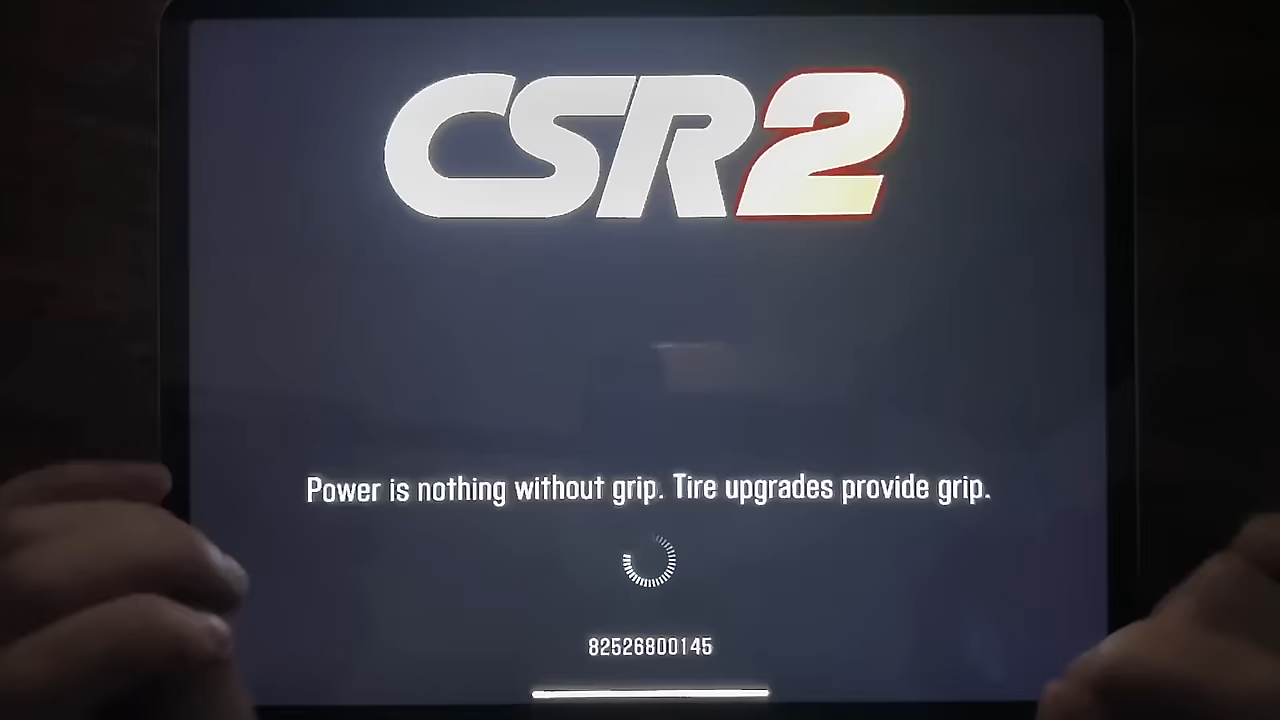 CSR2
Power is nothing without grip. Tire upgrades provide grip.
82526800145